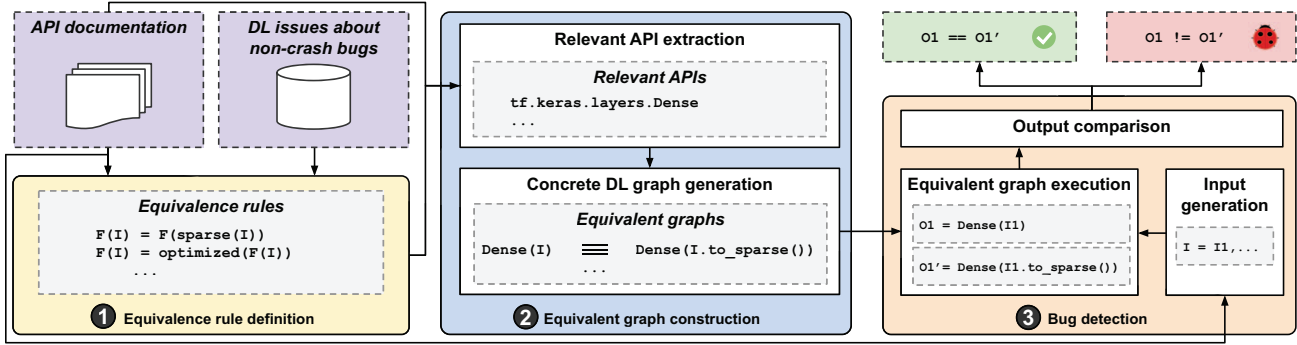 API documentation
DL issues about
non-crash bugs
Equivalence rules
F(I) = F(sparse(I))
F(I) = optimized(F(I))
...
1 Equivalence rule definition
Relevant API extraction
Relevant APIs
tf.keras.layers.Dense
...
Concrete DL graph generation
Equivalent graphs
Dense(I) ≡ Dense(I.to_sparse())
...
2 Equivalent graph construction
O1 == O1’
O1 != O1’
Output comparison
Equivalent graph execution
O1 = Dense(I1)
O1’= Dense(I1.to_sparse())
Input
generation
I = I1,...
3 Bug detection